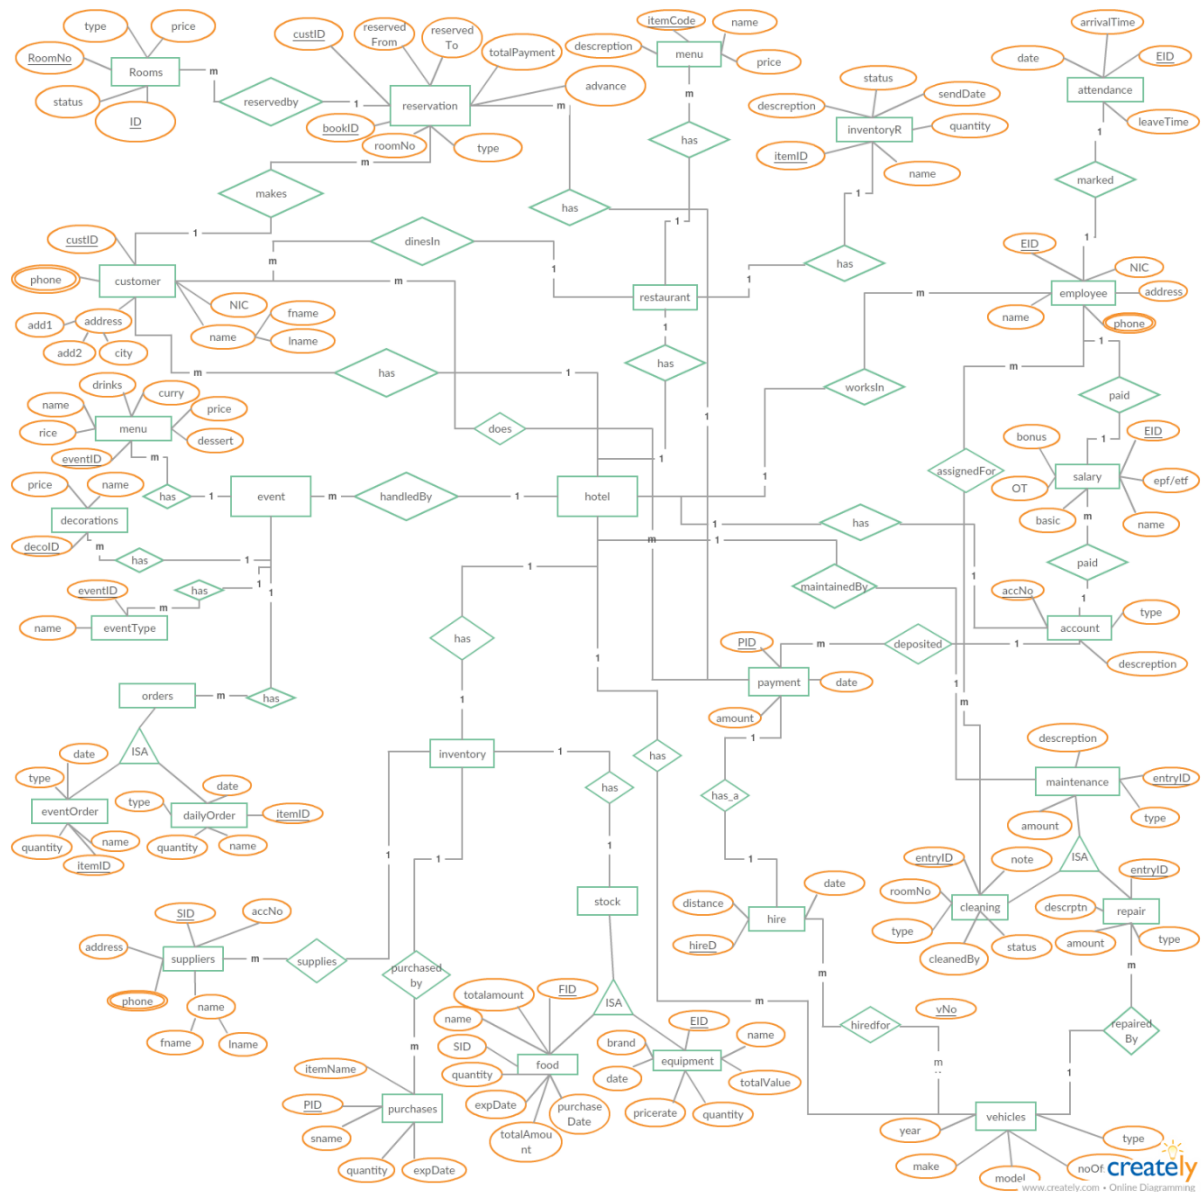 type
price
RoomNo
Rooms
status
ID
m
reservedby
1
custID
reserved
From
reserved
To
totalPayment
advance
reservation
bookID
roomNo
type
m
m
makes
1
has
1
itemCode
name
descreption
menu
price
m
has
1
status
descreption
sendDate
inventoryR
quantity
itemID
name
1
has
1
arrivalTime
date
EID
attendance
leaveTime
1
marked
1
EID
NIC
employee
address
name
phone
m
worksIn
1
1
paid
1
m
assignedFor
m
custID
phone
customer
NIC
add1
address
name
fname
lname
add2
city
m
dinesIn
1
m
does
m
m
has
1
restaurant
1
has
1
drinks
name
curry
price
rice
menu
dessert
eventID
m
has
1
event
m
handledBy
1
hotel
price
name
decorations
decoID
m
has
1
eventID
name
eventType
m
has
1
1
has
m
orders
ISA
date
type
eventOrder
quantity
name
itemID
date
type
dailyOrder
itemID
quantity
name
1
has
1
1
has
1
1
maintainedBy
1
bonus
EID
OT
salary
epf/etf
basic
name
m
paid
1
accNo
type
account
descreption
PID
payment
date
amount
m
deposited
1
1
has_a
1
inventory
1
has
1
stock
ISA
1
has
m
descreption
maintenance
entryID
amount
type
ISA
entryID
note
roomNo
cleaning
type
cleanedBy
status
entryID
descrptn
repair
amount
type
m
repaired
By
1
date
distance
hire
hireD
m
hiredfor
m
vNo
vehicles
year
make
model
noOf
type
SID
accNo
address
suppliers
phone
name
fname
lname
m
supplies
1
1
purchased
by
m
itemName
PID
purchases
sname
quantity
expDate
totalamount
FID
name
SID
food
quantity
expDate
purchase
Date
totalAmou
nt
EID
brand
name
equipment
date
totalValue
pricerate
quantity
creately
www.creately.com • Online Diagramming